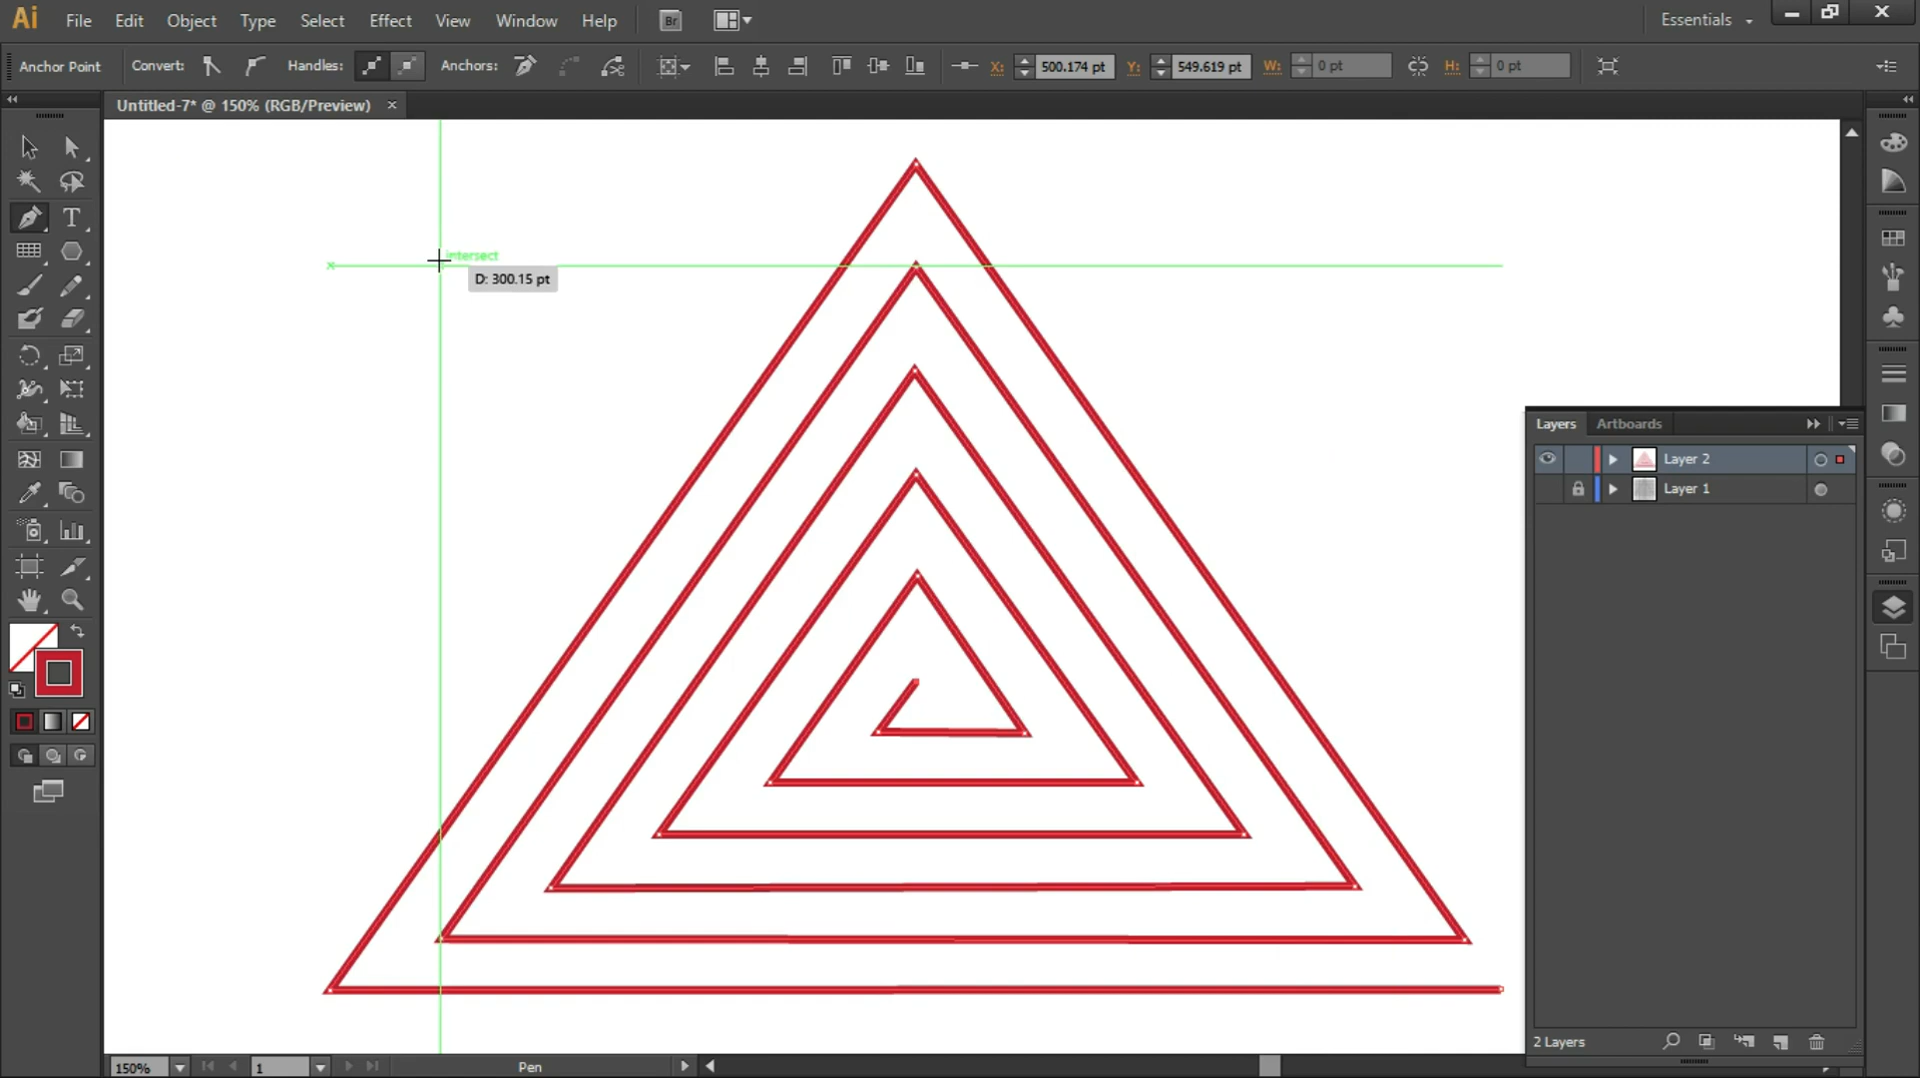 Ai File Edit Object Type Select Effect View Window Help Br Essentials
Anchor Point Convert: Handles: Anchors: X: 500.174 pt Y: 549.619 pt W: 0 pt H: 0 pt
Untitled-7* @ 150% (RGB/Preview) ×
intersect
D: 300.15 pt
T
Layers Artboards
Layer 2
Layer 1
2 Layers
150% 1 Pen